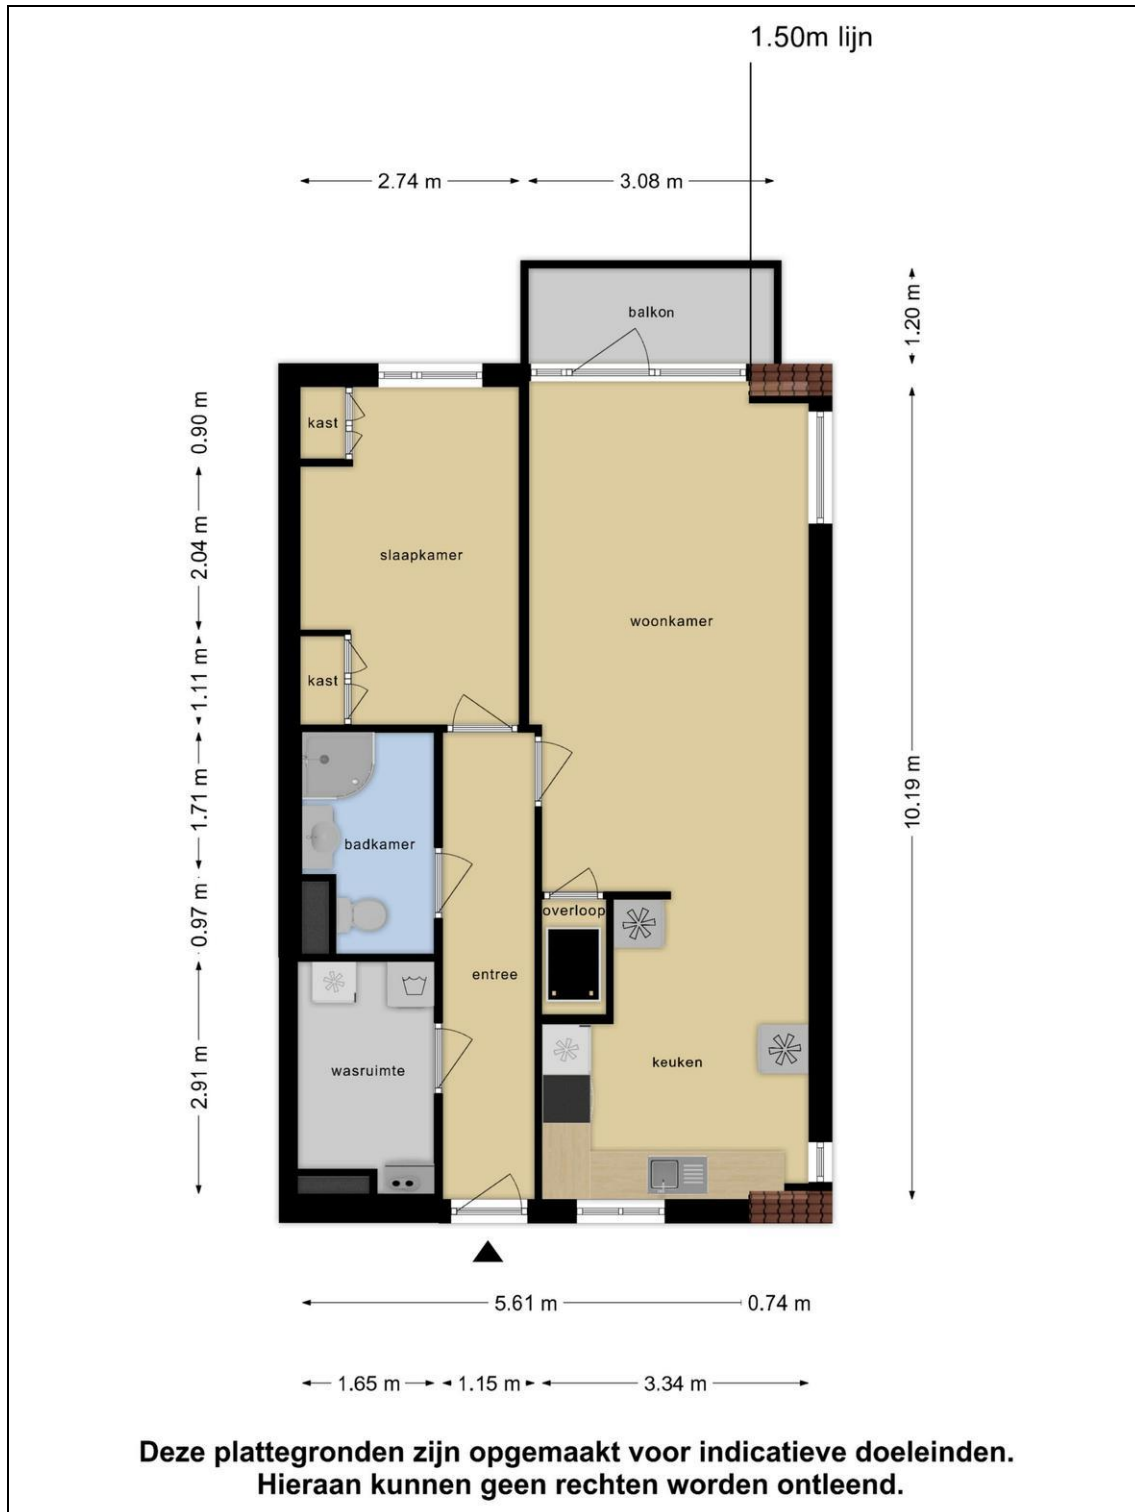 1.50m lijn
2.74 m
3.08 m
balkon
1.20 m
kast
0.90 m
slaapkamer
2.04 m
woonkamer
kast
1.11 m
badkamer
1.71 m
10.19 m
overloop
0.97 m
entree
keuken
wasruimte
2.91 m
5.61 m
0.74 m
1.65 m
1.15 m
3.34 m
Deze plattegronden zijn opgemaakt voor indicatieve doeleinden.
Hieraan kunnen geen rechten worden ontleend.